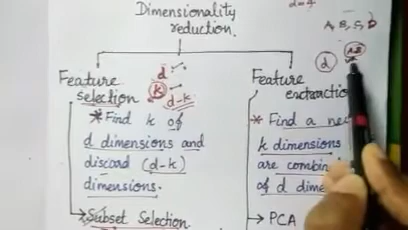 Dimensionality
reduction.
d=4
A, B, C, D
d
AB
Feature
selection
d
k
d-k
* Find k of
d dimensions and
discard (d-k)
dimensions.
Subset Selection
Feature
extraction
* Find a new
k dimensions
are combin
of d dime
PCA